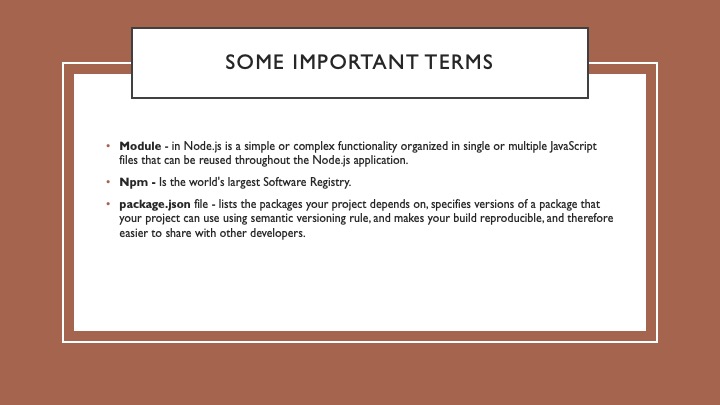 SOME IMPORTANT TERMS
• Module - in Node.js is a simple or complex functionality organized in single or multiple JavaScript
files that can be reused throughout the Node.js application.
• Npm - Is the world's largest Software Registry.
• package.json file - lists the packages your project depends on, specifies versions of a package that
your project can use using semantic versioning rule, and makes your build reproducible, and therefore
easier to share with other developers.